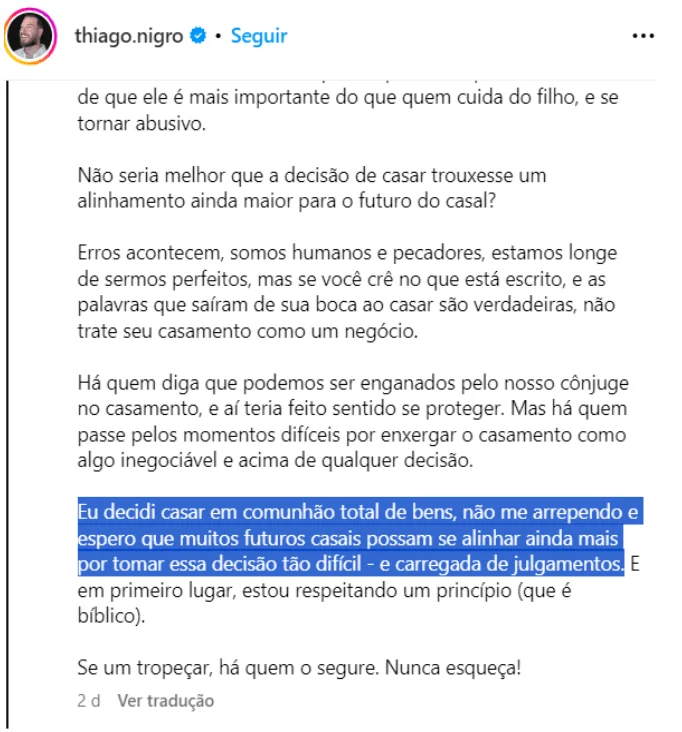 thiago.nigro • Seguir
de que ele é mais importante do que quem cuida do filho, e se
tornar abusivo.
Não seria melhor que a decisão de casar trouxesse um
alinhamento ainda maior para o futuro do casal?
Erros acontecem, somos humanos e pecadores, estamos longe
de sermos perfeitos, mas se você crê no que está escrito, e as
palavras que saíram de sua boca ao casar são verdadeiras, não
trate seu casamento como um negócio.
Há quem diga que podemos ser enganados pelo nosso cônjuge
no casamento, e aí teria feito sentido se proteger. Mas há quem
passe pelos momentos difíceis por enxergar o casamento como
algo inegociável e acima de qualquer decisão.
Eu decidi casar em comunhão total de bens, não me arrependo e
espero que muitos futuros casais possam se alinhar ainda mais
por tomar essa decisão tão difícil - e carregada de julgamentos. E
em primeiro lugar, estou respeitando um princípio (que é
bíblico).
Se um tropeçar, há quem o segure. Nunca esqueça!
2 d Ver tradução